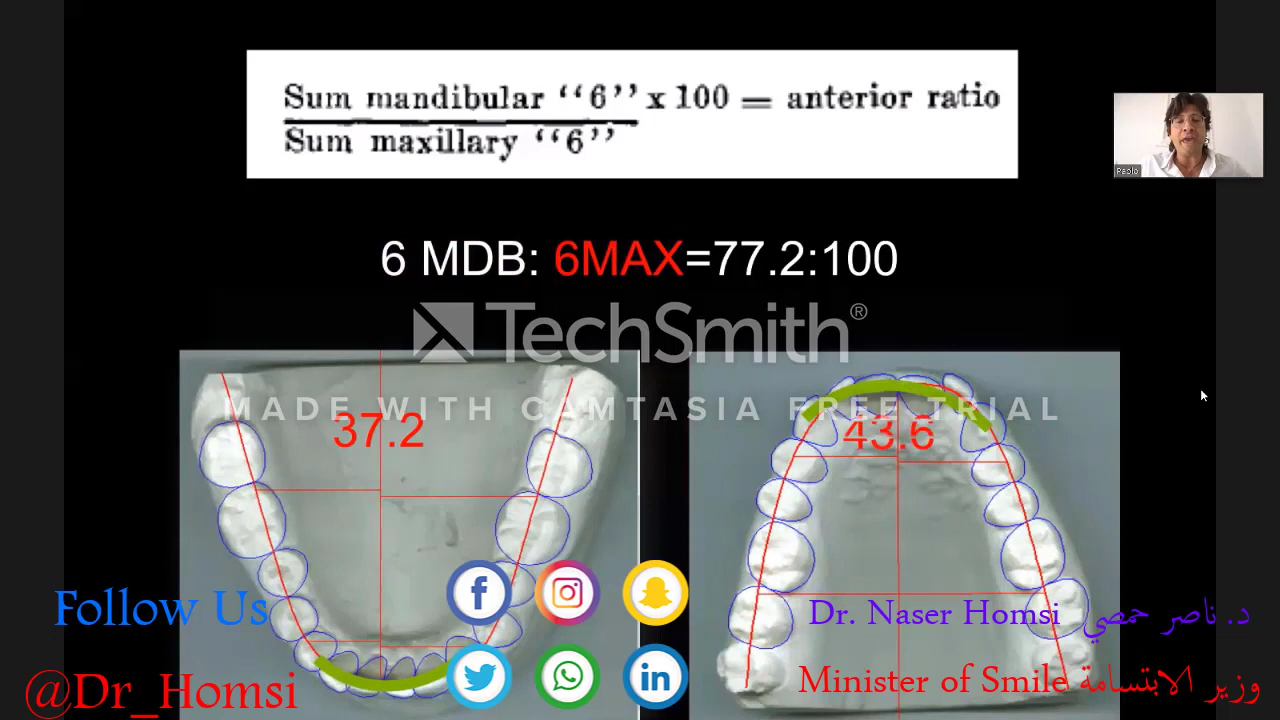 Sum mandibular “6” x 100 = anterior ratio
Sum maxillary “6”
Paolo
6 MDB: 6MAX=77.2:100
TechSmith®
MADE WITH CAMTASIA FREE TRIAL
37.2
43.6
Follow Us
Dr. Naser Homsi د. ناصر حمصي
@Dr_Homsi
Minister of Smile وزير الابتسامة